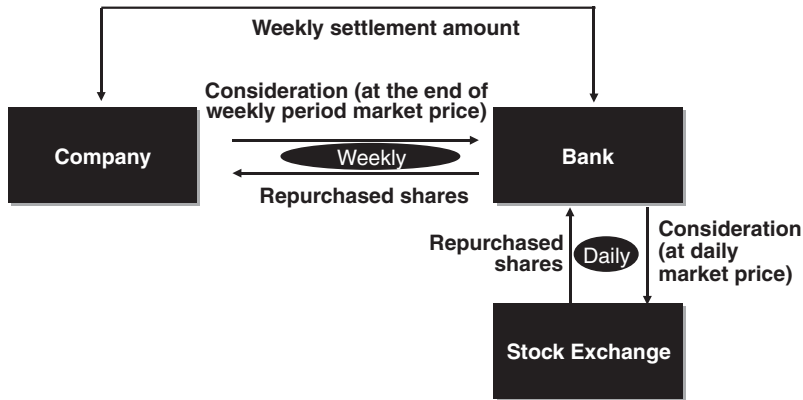 Weekly settlement amount
Consideration (at the end of
weekly period market price)
Company
Weekly
Bank
Repurchased shares
Repurchased
shares
Daily
Consideration
(at daily
market price)
Stock Exchange